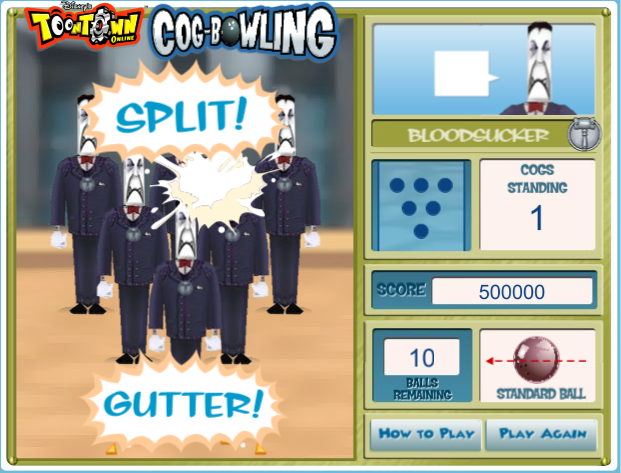 Disney's
TOONTOWN
ONLINE
COG-BOWLING
SPLIT!
GUTTER!
BLOODSUCKER
COGS
STANDING
1
SCORE
500000
10
BALLS
REMAINING
STANDARD BALL
HOW TO PLAY
PLAY AGAIN